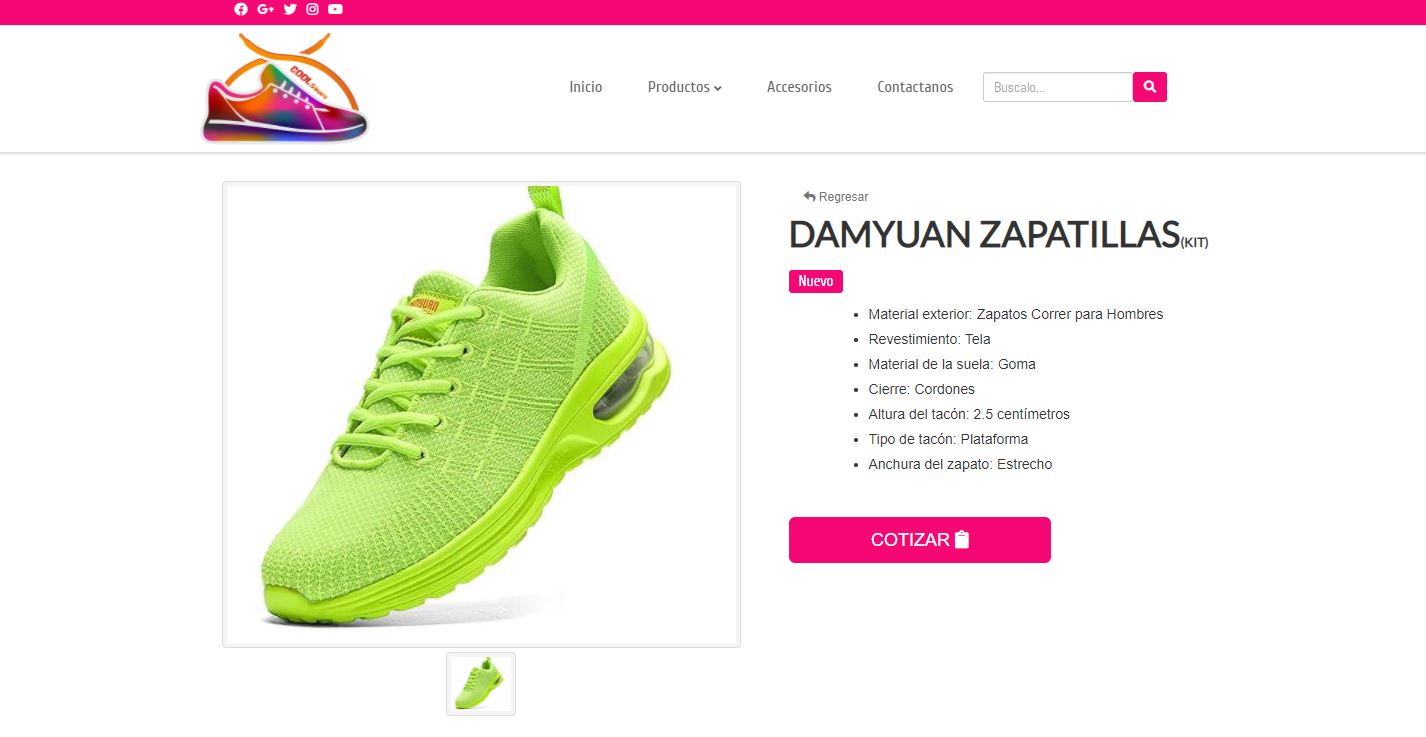 COOL Shoes
Inicio
Productos
Accesorios
Contactanos
Buscalo...
Regresar
DAMYUAN ZAPATILLAS(KIT)
Nuevo
Material exterior: Zapatos Correr para Hombres
Revestimiento: Tela
Material de la suela: Goma
Cierre: Cordones
Altura del tacón: 2.5 centímetros
Tipo de tacón: Plataforma
Anchura del zapato: Estrecho
COTIZAR